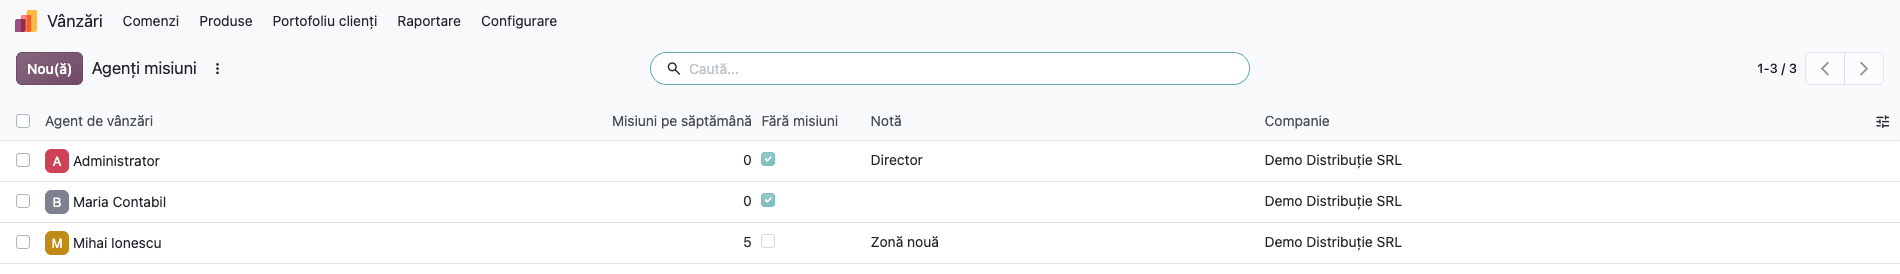 Vânzări Comenzi Produse Portofoliu clienți Raportare Configurare
Nou(ă) Agenți misiuni Caută... 1-3 / 3
Agent de vânzări Misiuni pe săptămână Fără misiuni Notă Companie
A Administrator 0 Director Demo Distribuție SRL
B Maria Contabil 0 Demo Distribuție SRL
M Mihai Ionescu 5 Zonă nouă Demo Distribuție SRL